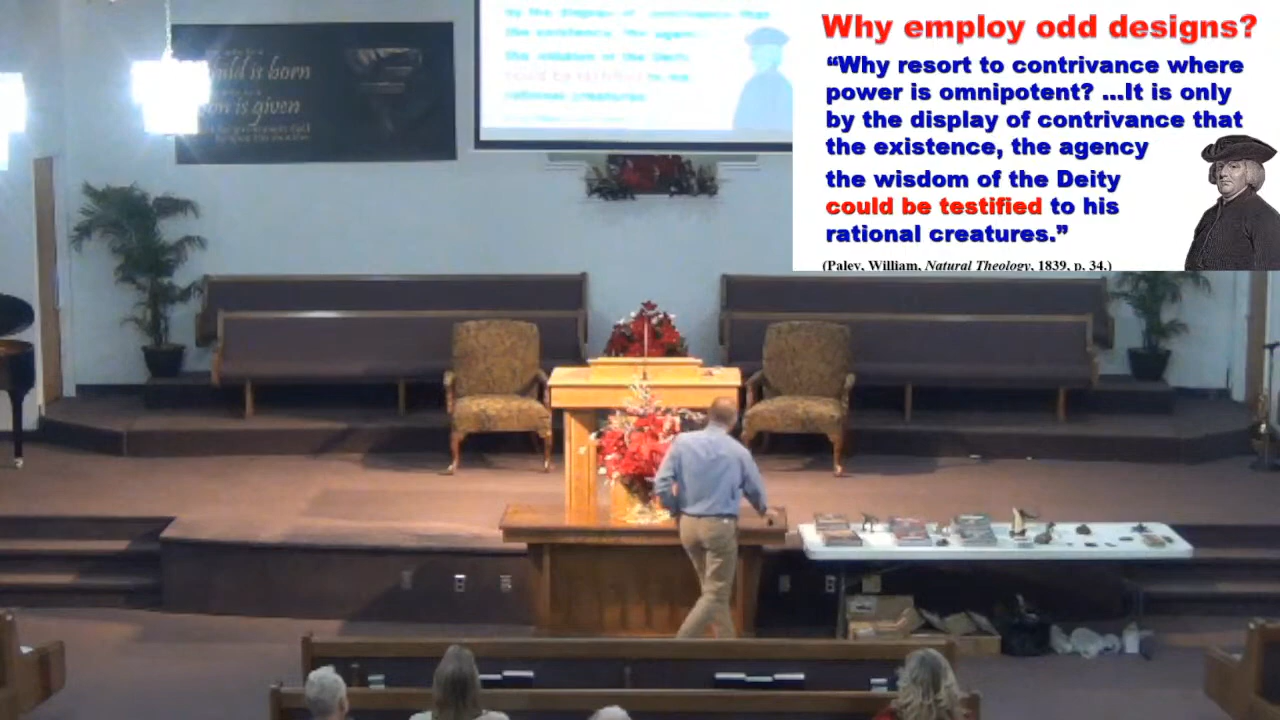 child is born
son is given
Why employ odd designs?
“Why resort to contrivance where
power is omnipotent? ...It is only
by the display of contrivance that
the existence, the agency
the wisdom of the Deity
could be testified to his
rational creatures.”
(Paley, William, Natural Theology, 1839, p. 34.)